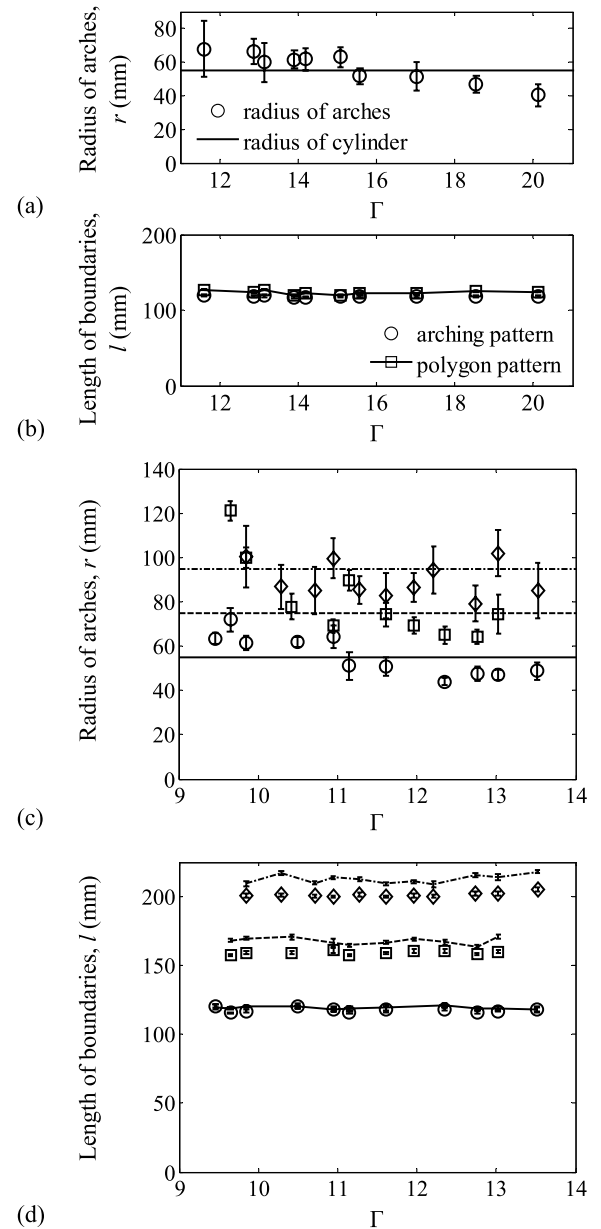 80
60
40
20
0
Radius of arches,
r (mm)
radius of arches
radius of cylinder
12
14
16
18
20
Γ
(a)
200
100
0
Length of boundaries,
l (mm)
arching pattern
polygon pattern
12
14
16
18
20
Γ
(b)
140
120
100
80
60
40
20
0
Radius of arches, r (mm)
9
10
11
12
13
14
Γ
(c)
200
150
100
50
0
Length of boundaries, l (mm)
9
10
11
12
13
14
Γ
(d)